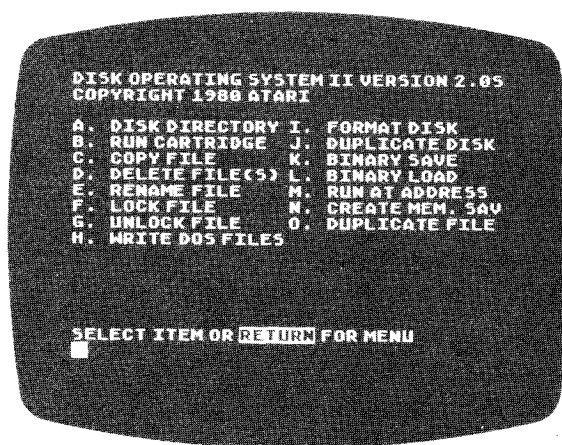 DISK OPERATING SYSTEM II VERSION 2.0S
COPYRIGHT 1980 ATARI
A. DISK DIRECTORY I. FORMAT DISK
B. RUN CARTRIDGE J. DUPLICATE DISK
C. COPY FILE K. BINARY SAVE
D. DELETE FILE(S) L. BINARY LOAD
E. RENAME FILE M. RUN AT ADDRESS
F. LOCK FILE N. CREATE MEM. SAV
G. UNLOCK FILE O. DUPLICATE FILE
H. WRITE DOS FILES
SELECT ITEM OR RETURN FOR MENU